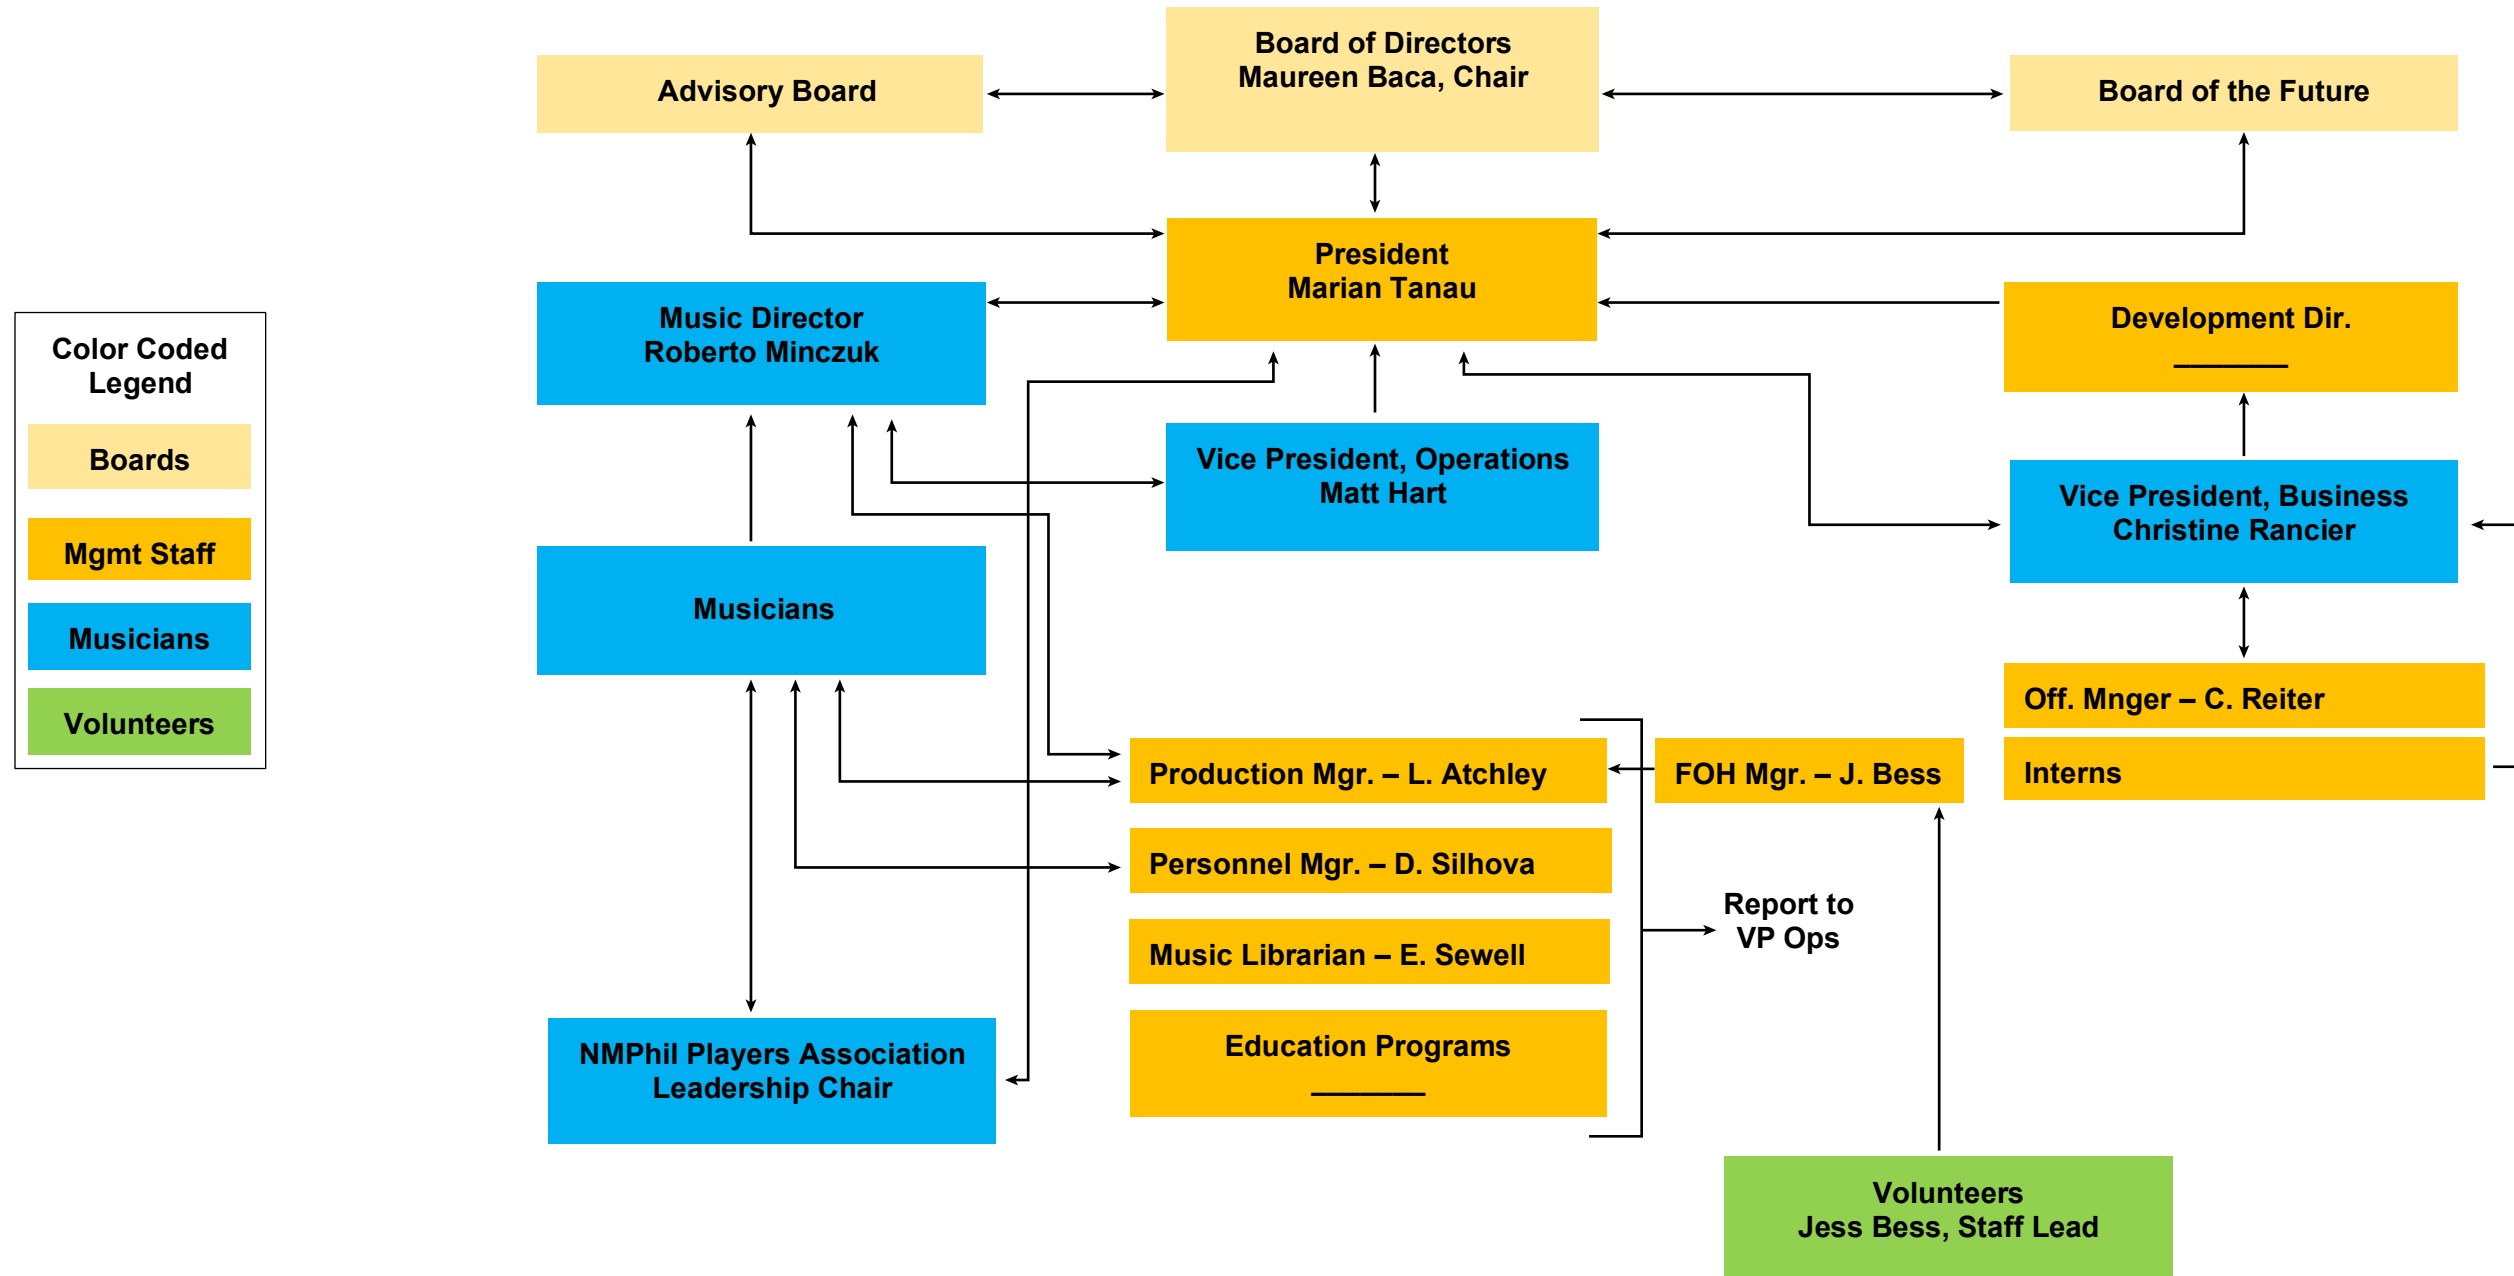 Board of Directors
Maureen Baca, Chair
Advisory Board
Board of the Future
President
Marian Tanau
Music Director
Roberto Minczuk
Development Dir.
_______
Color Coded
Legend
Boards
Mgmt Staff
Musicians
Volunteers
Vice President, Operations
Matt Hart
Vice President, Business
Christine Rancier
Musicians
Off. Mnger – C. Reiter
Interns
Production Mgr. – L. Atchley
FOH Mgr. – J. Bess
Personnel Mgr. – D. Silhova
Report to
VP Ops
Music Librarian – E. Sewell
Education Programs
_______
NMPhil Players Association
Leadership Chair
Volunteers
Jess Bess, Staff Lead